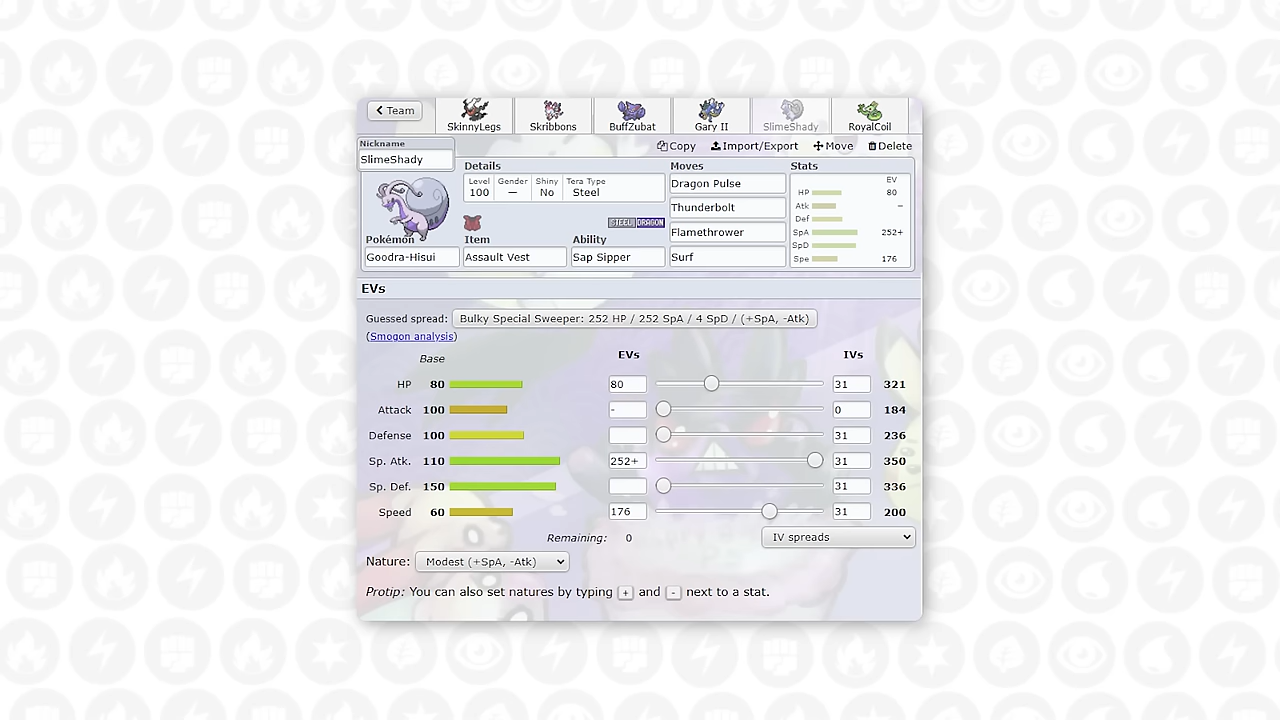 Team
SkinnyLegs
Skribbons
BuffZubat
Gary II
SlimeShady
RoyalCoil
Copy Import/Export Move Delete
Nickname
SlimeShady
Details
Level Gender Shiny Tera Type
100 — No Steel
STEEL DRAGON
Pokémon Item Ability
Goodra-Hisui Assault Vest Sap Sipper
Moves
Dragon Pulse
Thunderbolt
Flamethrower
Surf
Stats
EV
HP 80
Atk –
Def
SpA 252+
SpD
Spe 176
EVs
Guessed spread: Bulky Special Sweeper: 252 HP / 252 SpA / 4 SpD / (+SpA, -Atk)
(Smogon analysis)
Base EVs IVs
HP 80 80 31 321
Attack 100 - 0 184
Defense 100 31 236
Sp. Atk. 110 252+ 31 350
Sp. Def. 150 31 336
Speed 60 176 31 200
Remaining: 0 IV spreads
Nature: Modest (+SpA, -Atk)
Protip: You can also set natures by typing + and - next to a stat.